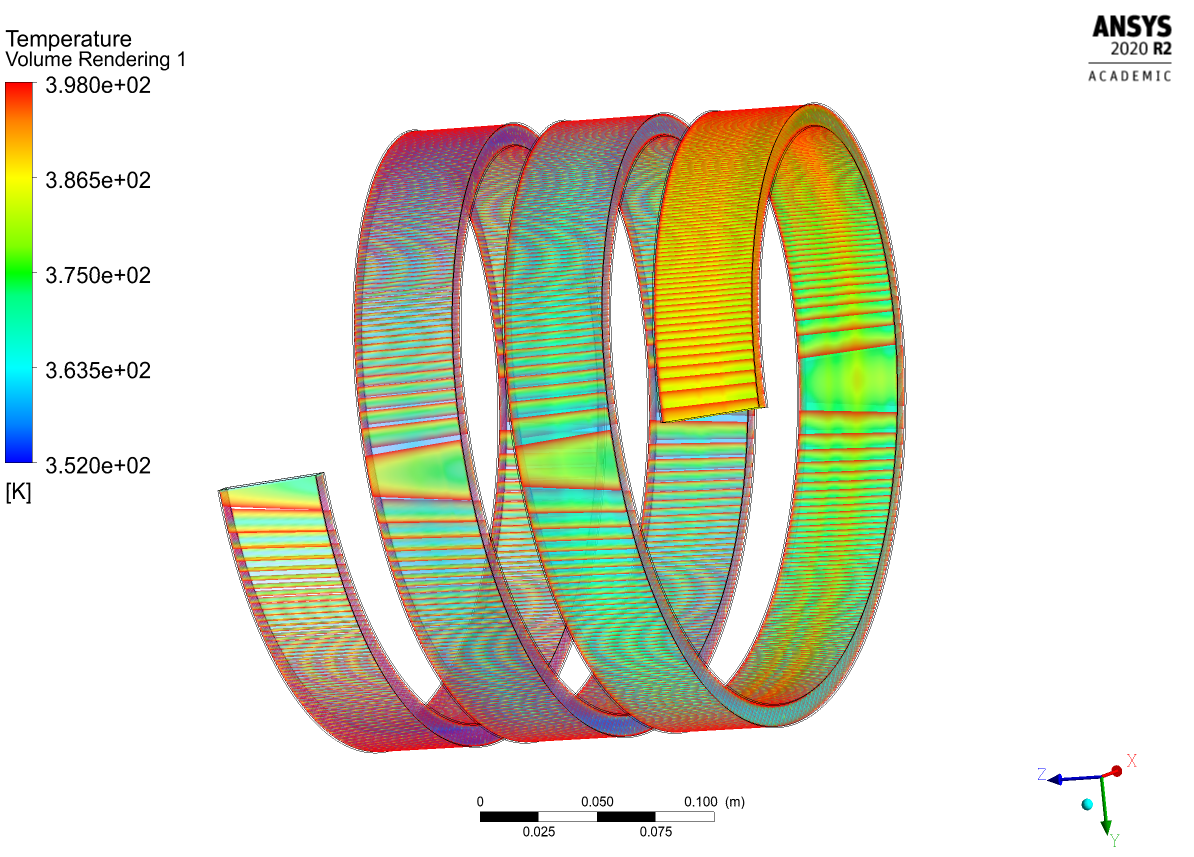 Temperature
Volume Rendering 1
3.980e+02
3.865e+02
3.750e+02
3.635e+02
3.520e+02
[K]
ANSYS
2020 R2
ACADEMIC
0 0.050 0.100 (m)
0.025 0.075
Z X
Y